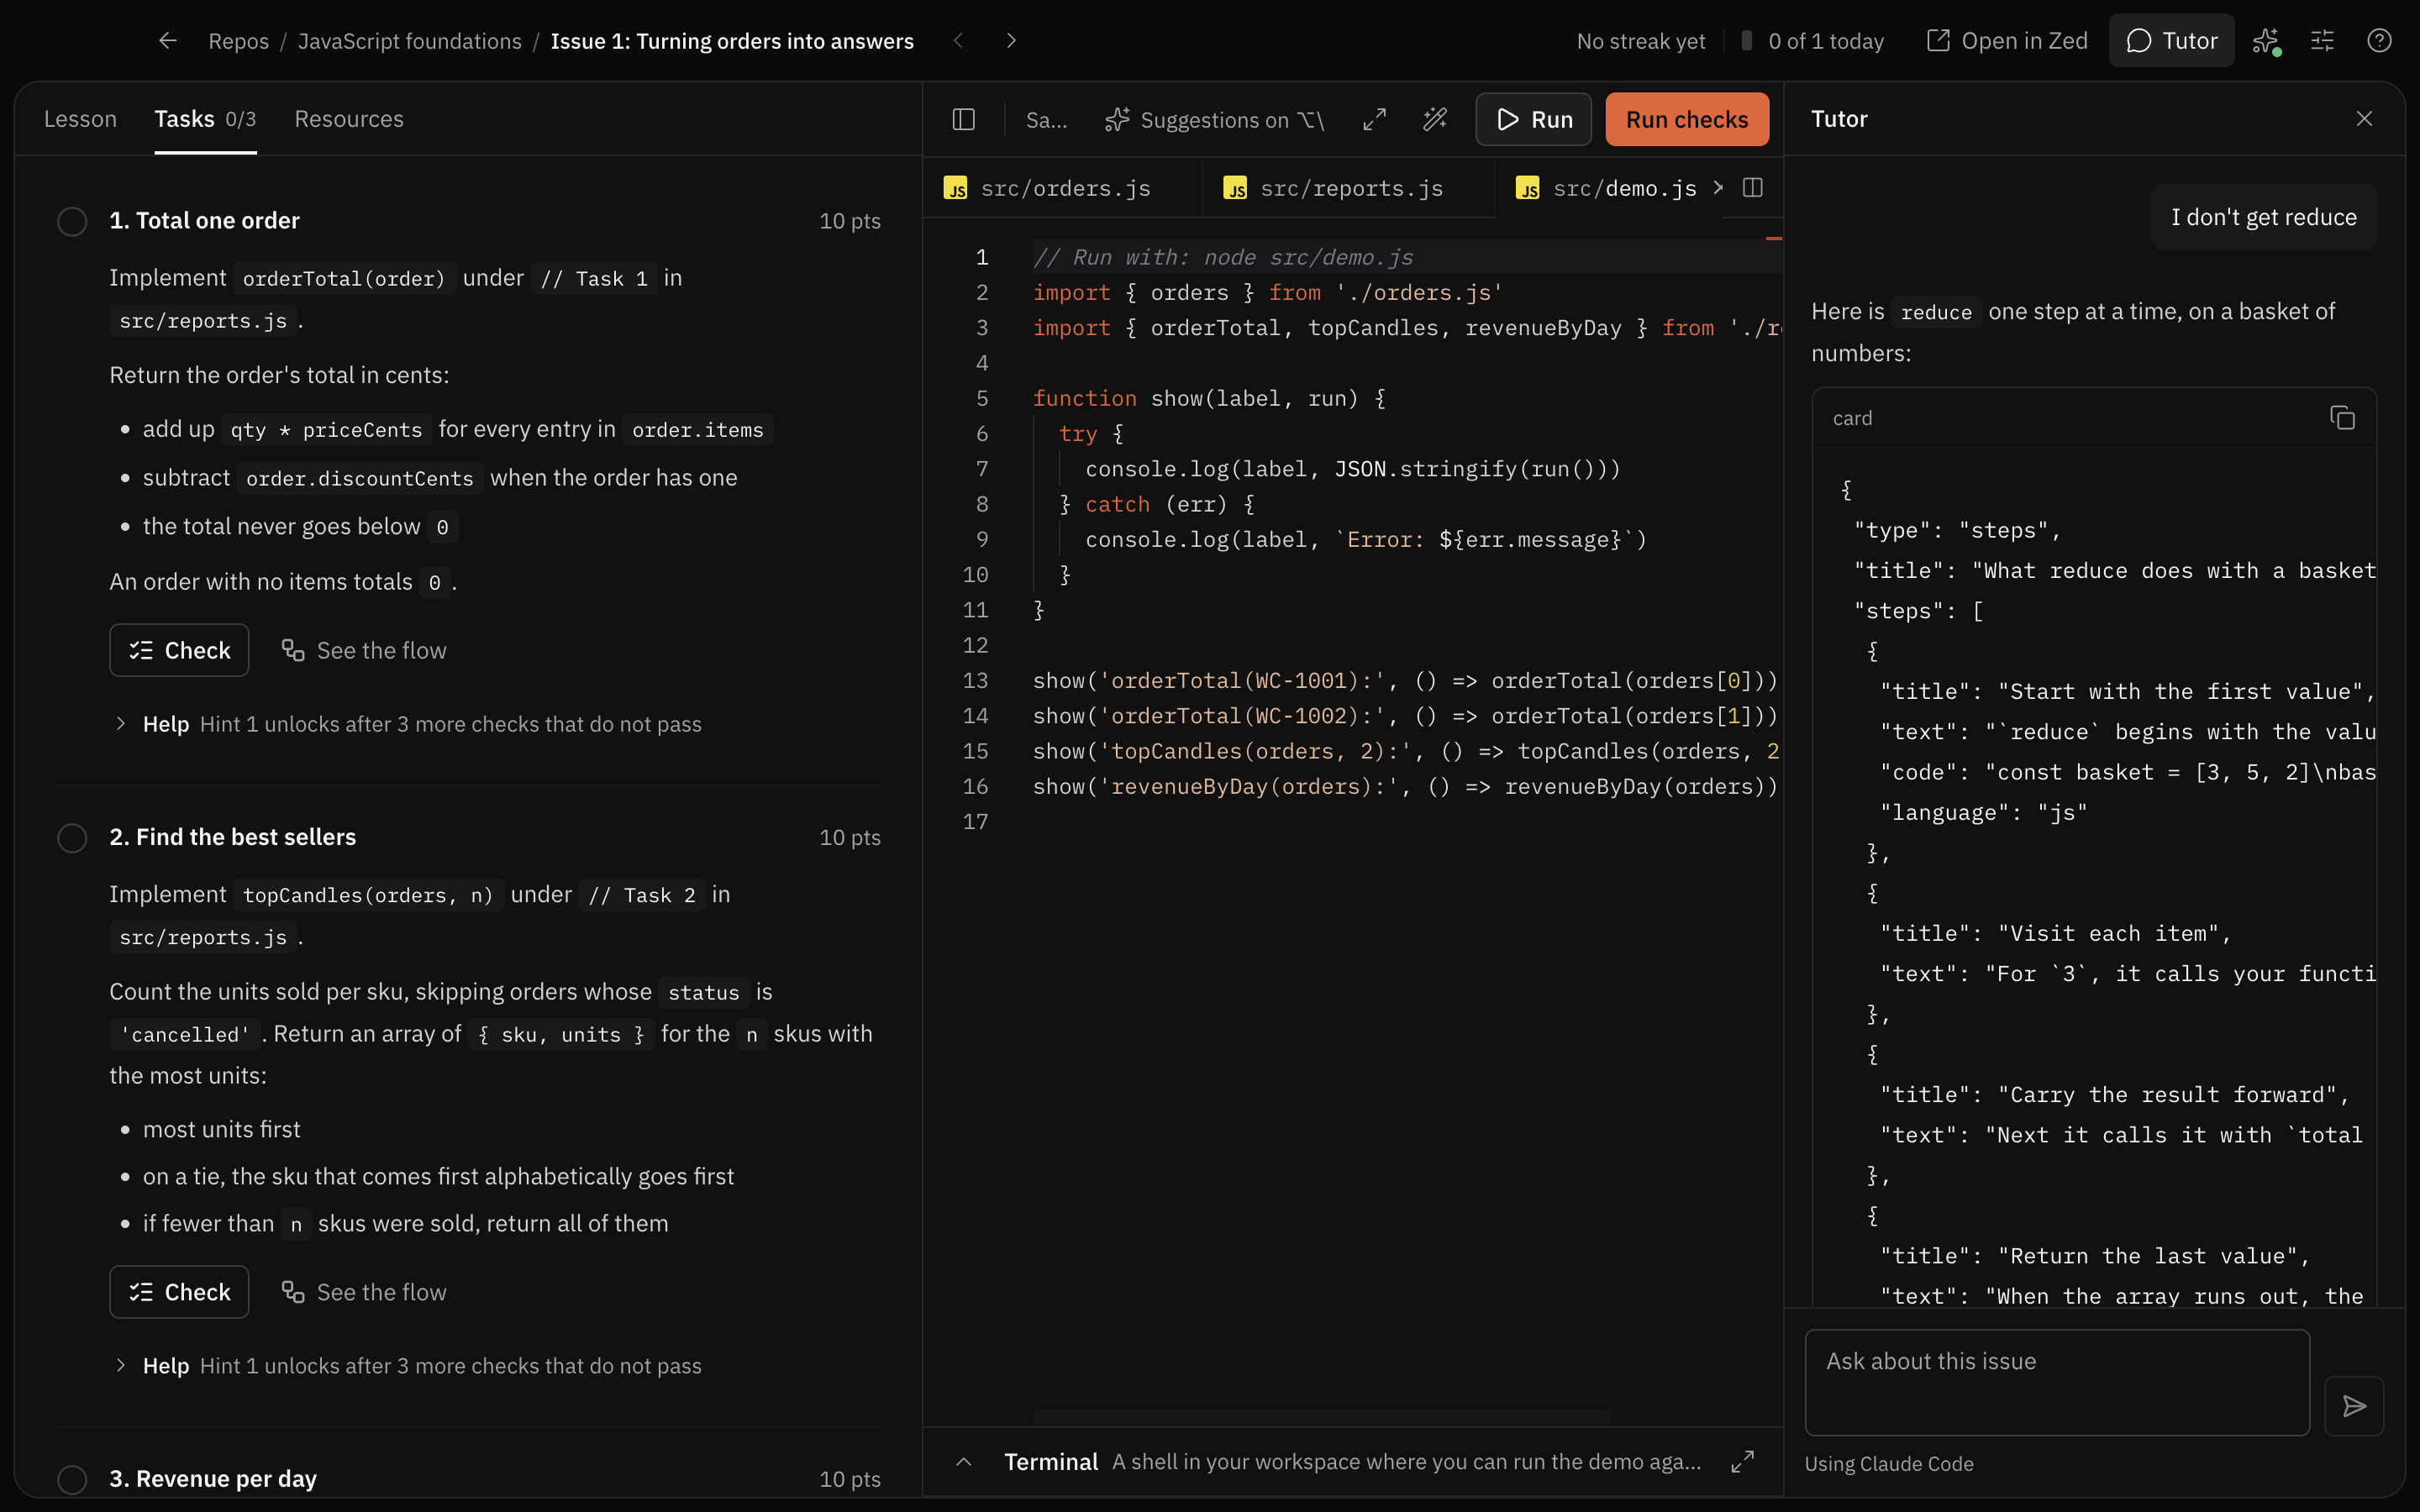 Repos / JavaScript foundations / Issue 1: Turning orders into answers
No streak yet
0 of 1 today
Open in Zed
Tutor
Lesson
Tasks 0/3
Resources
1. Total one order
10 pts
Implement orderTotal(order) under // Task 1 in
src/reports.js.
Return the order's total in cents:
• add up qty * priceCents for every entry in order.items
• subtract order.discountCents when the order has one
• the total never goes below 0
An order with no items totals 0.
Check
See the flow
Help Hint 1 unlocks after 3 more checks that do not pass
2. Find the best sellers
10 pts
Implement topCandles(orders, n) under // Task 2 in
src/reports.js.
Count the units sold per sku, skipping orders whose status is
'cancelled'. Return an array of { sku, units } for the n skus with
the most units:
• most units first
• on a tie, the sku that comes first alphabetically goes first
• if fewer than n skus were sold, return all of them
Check
See the flow
Help Hint 1 unlocks after 3 more checks that do not pass
3. Revenue per day
10 pts
Sa...
Suggestions on ⌥\
Run
Run checks
JS src/orders.js
JS src/reports.js
JS src/demo.js
1 // Run with: node src/demo.js
2 import { orders } from './orders.js'
3 import { orderTotal, topCandles, revenueByDay } from './r
4
5 function show(label, run) {
6 try {
7 console.log(label, JSON.stringify(run()))
8 } catch (err) {
9 console.log(label, `Error: ${err.message}`)
10 }
11 }
12
13 show('orderTotal(WC-1001):', () => orderTotal(orders[0]))
14 show('orderTotal(WC-1002):', () => orderTotal(orders[1]))
15 show('topCandles(orders, 2):', () => topCandles(orders, 2
16 show('revenueByDay(orders):', () => revenueByDay(orders))
17
Terminal A shell in your workspace where you can run the demo aga...
Tutor
I don't get reduce
Here is reduce one step at a time, on a basket of
numbers:
card
{
"type": "steps",
"title": "What reduce does with a basket
"steps": [
{
"title": "Start with the first value",
"text": "`reduce` begins with the valu
"code": "const basket = [3, 5, 2]\nbas
"language": "js"
},
{
"title": "Visit each item",
"text": "For `3`, it calls your functi
},
{
"title": "Carry the result forward",
"text": "Next it calls it with `total
},
{
"title": "Return the last value",
"text": "When the array runs out, the
Ask about this issue
Using Claude Code